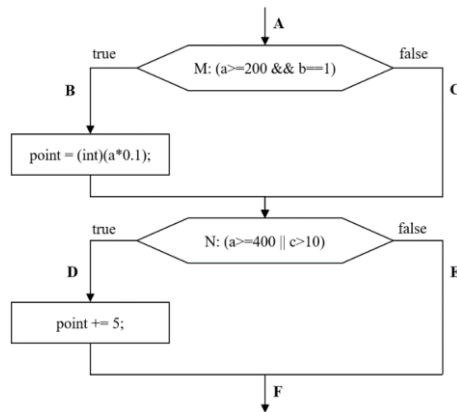 A
true
M: (a>=200 && b==1)
false
B
C
point = (int)(a*0.1);
true
N: (a>=400 || c>10)
false
D
E
point += 5;
F